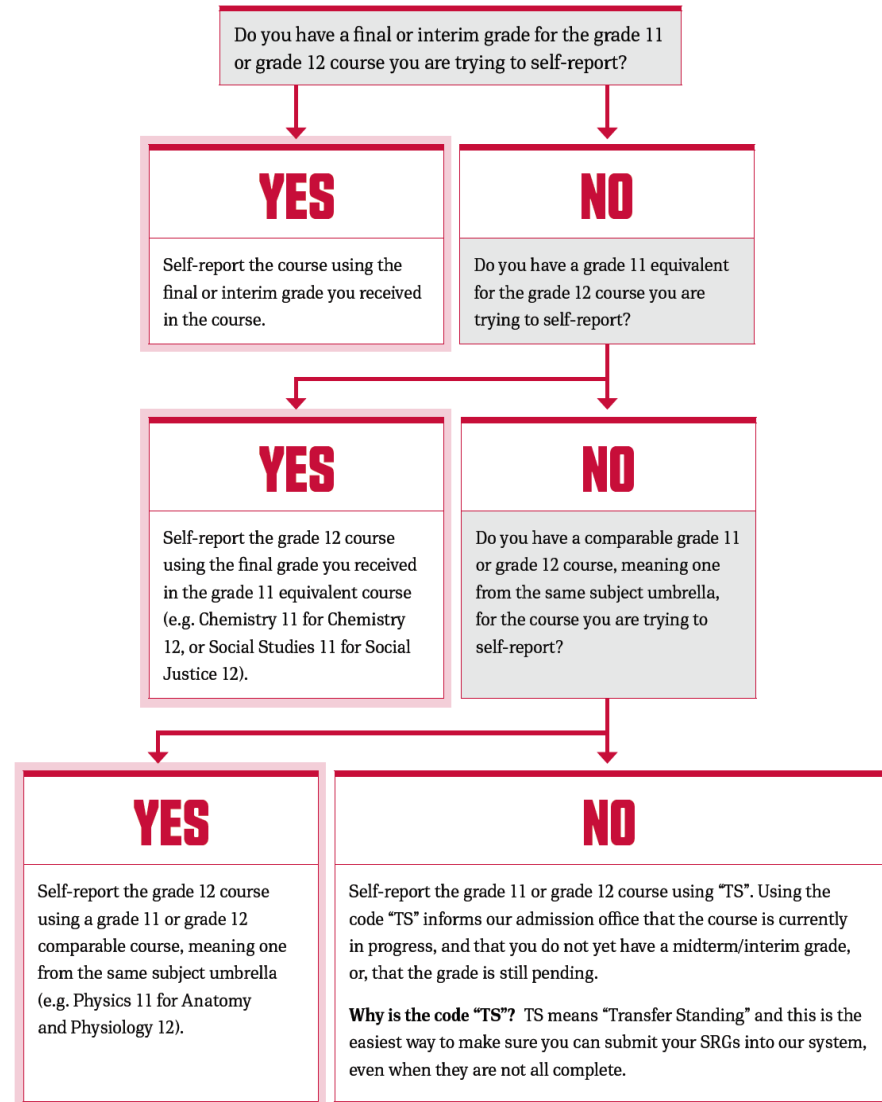 Do you have a final or interim grade for the grade 11
or grade 12 course you are trying to self-report?
YES
Self-report the course using the
final or interim grade you received
in the course.
NO
Do you have a grade 11 equivalent
for the grade 12 course you are
trying to self-report?
YES
Self-report the grade 12 course
using the final grade you received
in the grade 11 equivalent course
(e.g. Chemistry 11 for Chemistry
12, or Social Studies 11 for Social
Justice 12).
NO
Do you have a comparable grade 11
or grade 12 course, meaning one
from the same subject umbrella,
for the course you are trying to
self-report?
YES
Self-report the grade 12 course
using a grade 11 or grade 12
comparable course, meaning one
from the same subject umbrella
(e.g. Physics 11 for Anatomy
and Physiology 12).
NO
Self-report the grade 11 or grade 12 course using “TS”. Using the
code “TS” informs our admission office that the course is currently
in progress, and that you do not yet have a midterm/interim grade,
or, that the grade is still pending.
Why is the code “TS”? TS means “Transfer Standing” and this is the
easiest way to make sure you can submit your SRGs into our system,
even when they are not all complete.